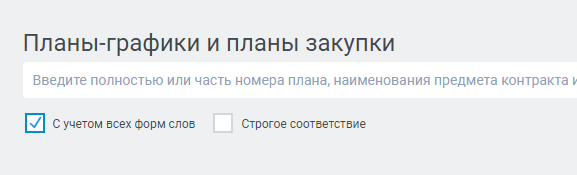 Планы-графики и планы закупки
Введите полностью или часть номера плана, наименования предмета контракта и
С учетом всех форм слов
Строгое соответствие